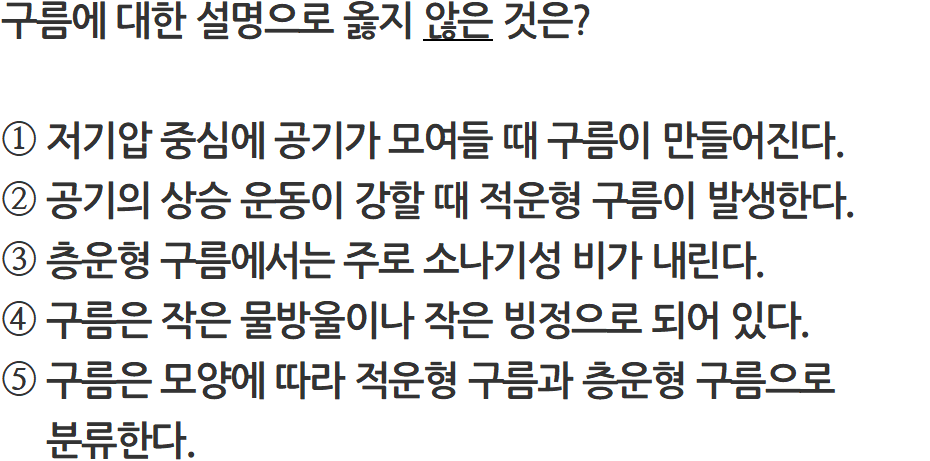 구름에 대한 설명으로 옳지 않은 것은?
① 저기압 중심에 공기가 모여들 때 구름이 만들어진다.
② 공기의 상승 운동이 강할 때 적운형 구름이 발생한다.
③ 층운형 구름에서는 주로 소나기성 비가 내린다.
④ 구름은 작은 물방울이나 작은 빙정으로 되어 있다.
⑤ 구름은 모양에 따라 적운형 구름과 층운형 구름으로
분류한다.